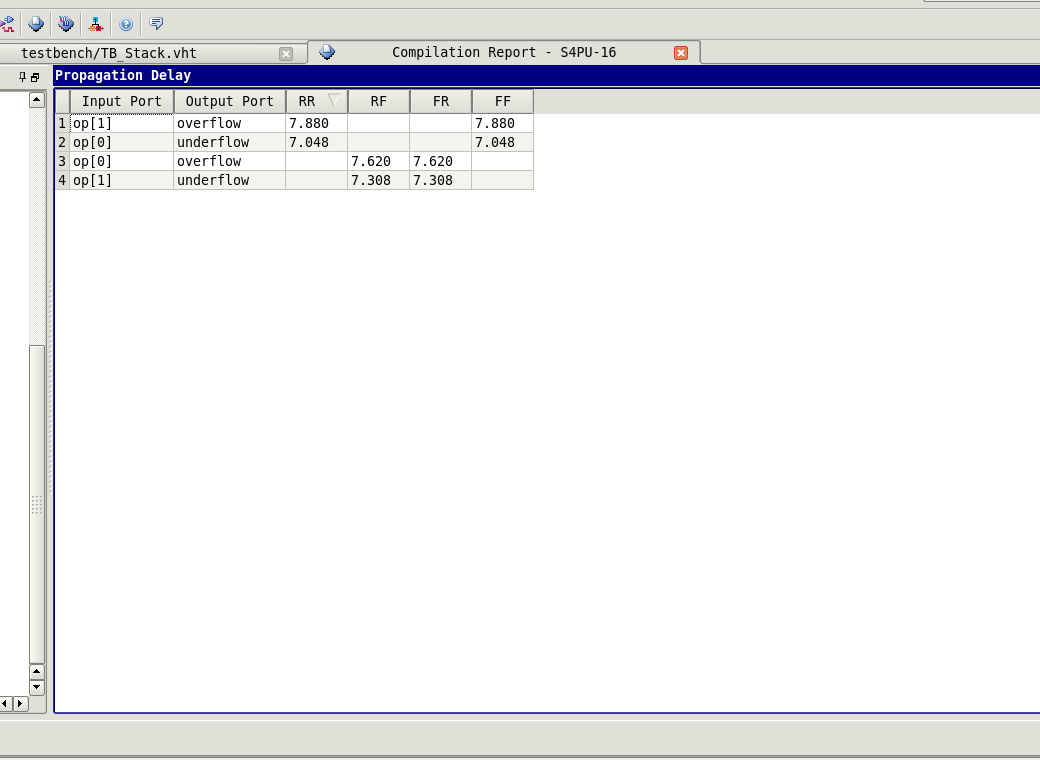 testbench/TB_Stack.vht Compilation Report - S4PU-16
Propagation Delay
Input Port Output Port RR RF FR FF
1 op[1] overflow 7.880 7.880
2 op[0] underflow 7.048 7.048
3 op[0] overflow 7.620 7.620
4 op[1] underflow 7.308 7.308